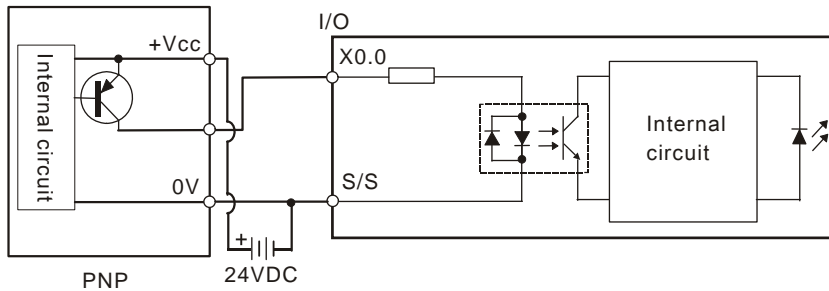 I/O
+Vcc
X0.0
Internal circuit
Internal
circuit
0V
S/S
+
24VDC
PNP